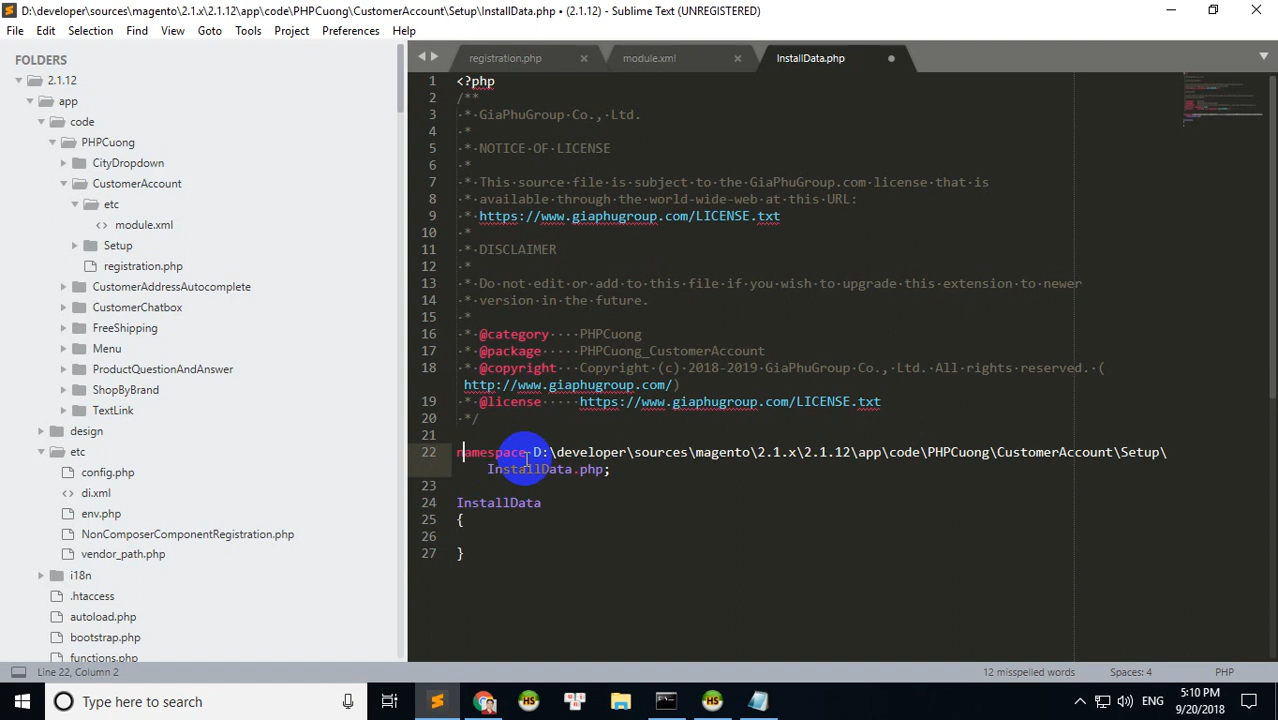 D:\developer\sources\magento\2.1.x\2.1.12\app\code\PHPCuong\CustomerAccount\Setup\InstallData.php • (2.1.12) - Sublime Text (UNREGISTERED)
File Edit Selection Find View Goto Tools Project Preferences Help
FOLDERS
2.1.12
app
code
PHPCuong
CityDropdown
CustomerAccount
etc
module.xml
Setup
registration.php
CustomerAddressAutocomplete
CustomerChatbox
FreeShipping
Menu
ProductQuestionAndAnswer
ShopByBrand
TextLink
design
etc
config.php
di.xml
env.php
NonComposerComponentRegistration.php
vendor_path.php
i18n
.htaccess
autoload.php
bootstrap.php
functions.php
registration.php module.xml InstallData.php
1 <?php
2 /**
3 * GiaPhuGroup Co., Ltd.
4 *
5 * NOTICE OF LICENSE
6 *
7 * This source file is subject to the GiaPhuGroup.com license that is
8 * available through the world-wide-web at this URL:
9 * https://www.giaphugroup.com/LICENSE.txt
10 *
11 * DISCLAIMER
12 *
13 * Do not edit or add to this file if you wish to upgrade this extension to newer
14 * version in the future.
15 *
16 * @category    PHPCuong
17 * @package     PHPCuong_CustomerAccount
18 * @copyright   Copyright (c) 2018-2019 GiaPhuGroup Co., Ltd. All rights reserved. (
http://www.giaphugroup.com/)
19 * @license     https://www.giaphugroup.com/LICENSE.txt
20 */
21
22 namespace D:\developer\sources\magento\2.1.x\2.1.12\app\code\PHPCuong\CustomerAccount\Setup\
InstallData.php;
23
24 InstallData
25 {
26
27 }
Line 22, Column 2 12 misspelled words Spaces: 4 PHP
Type here to search ENG 5:10 PM
9/20/2018